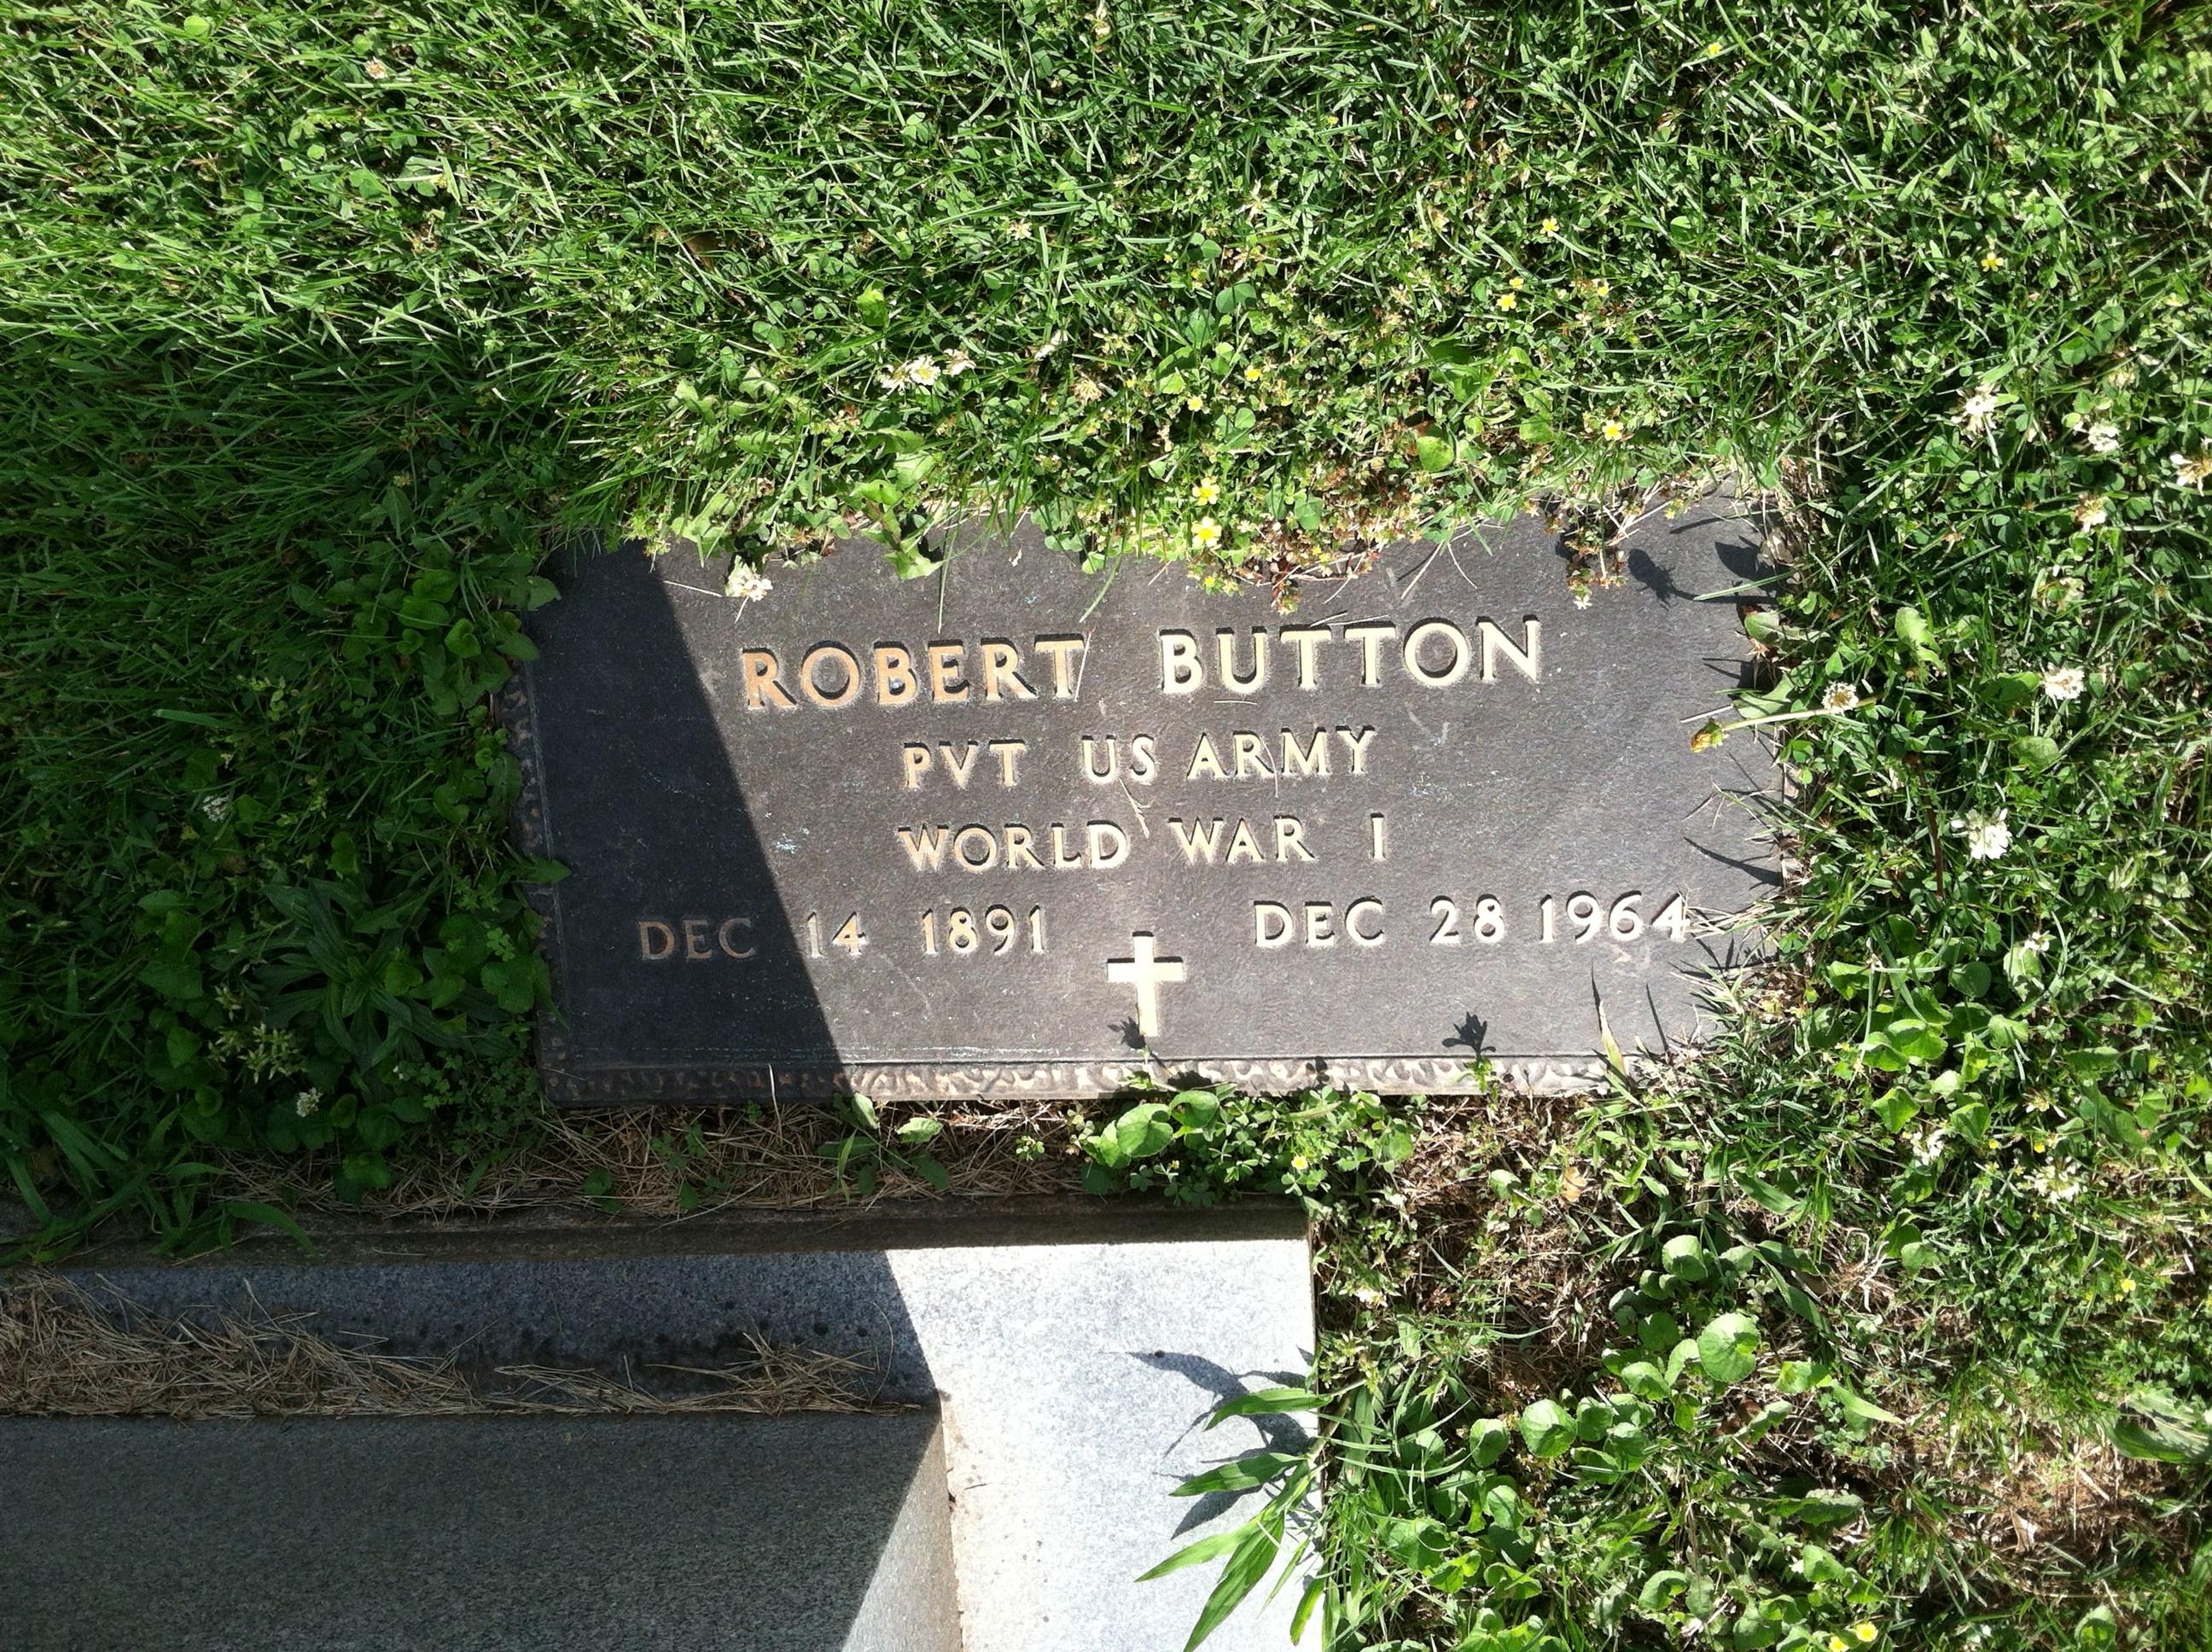 ROBERT BUTTON
PVT US ARMY
WORLD WAR I
DEC 14 1891 DEC 28 1964